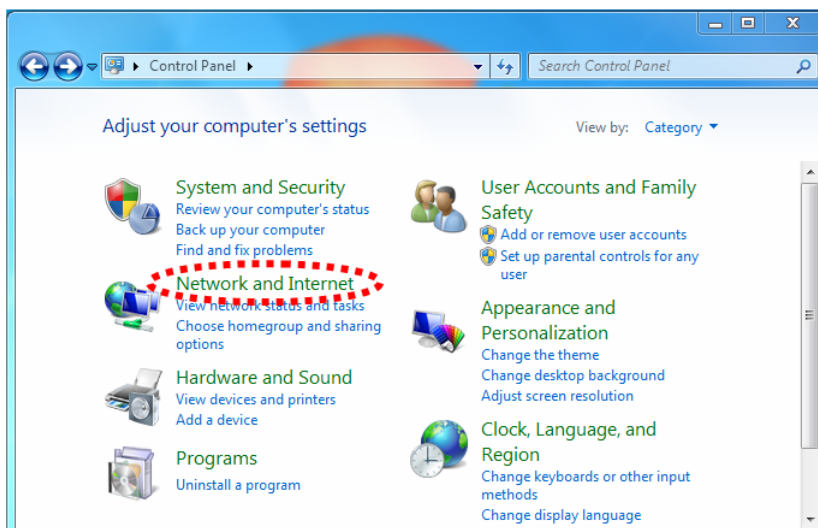 Control Panel
Search Control Panel
Adjust your computer's settings
View by: Category
System and Security
Review your computer's status
Back up your computer
Find and fix problems
Network and Internet
View network status and tasks
Choose homegroup and sharing
options
Hardware and Sound
View devices and printers
Add a device
Programs
Uninstall a program
User Accounts and Family
Safety
Add or remove user accounts
Set up parental controls for any
user
Appearance and
Personalization
Change the theme
Change desktop background
Adjust screen resolution
Clock, Language, and
Region
Change keyboards or other input
methods
Change display language